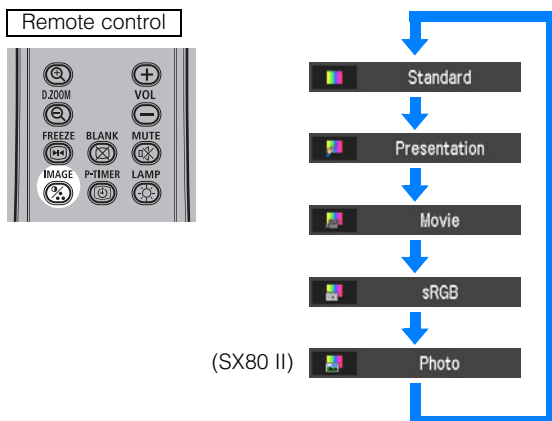 Remote control
D.ZOOM VOL
FREEZE BLANK MUTE
IMAGE P-TIMER LAMP
Standard
Presentation
Movie
sRGB
(SX80 II) Photo